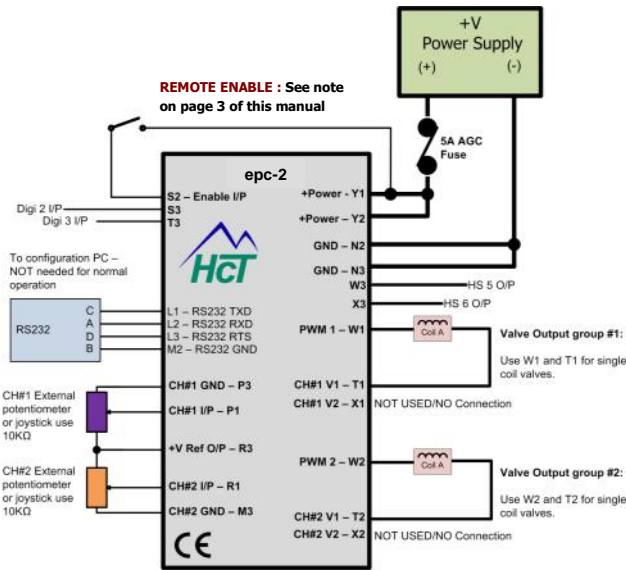 +V
Power Supply
(+) (-)
REMOTE ENABLE : See note
on page 3 of this manual
5A AGC
Fuse
epc-2
S2 – Enable I/P
Digi 2 I/P
S3
Digi 3 I/P
T3
+Power - Y1
+Power – Y2
GND – N2
GND – N3
W3
HS 5 O/P
X3
HS 6 O/P
HCT
To configuration PC –
NOT needed for normal
operation
RS232
C
A
D
B
L1 – RS232 TXD
L2 – RS232 RXD
L3 – RS232 RTS
M2 – RS232 GND
PWM 1 – W1
Coil A
Valve Output group #1:
Use W1 and T1 for single
coil valves.
CH#1 V1 – T1
CH#1 V2 – X1
NOT USED/NO Connection
CH#1 External
potentiometer
or joystick use
10KΩ
CH#1 GND – P3
CH#1 I/P – P1
+V Ref O/P – R3
CH#2 External
potentiometer
or joystick use
10KΩ
CH#2 I/P – R1
CH#2 GND – M3
PWM 2 – W2
Coil A
Valve Output group #2:
Use W2 and T2 for single
coil valves.
CH#2 V1 – T2
CH#2 V2 – X2
NOT USED/NO Connection
CE